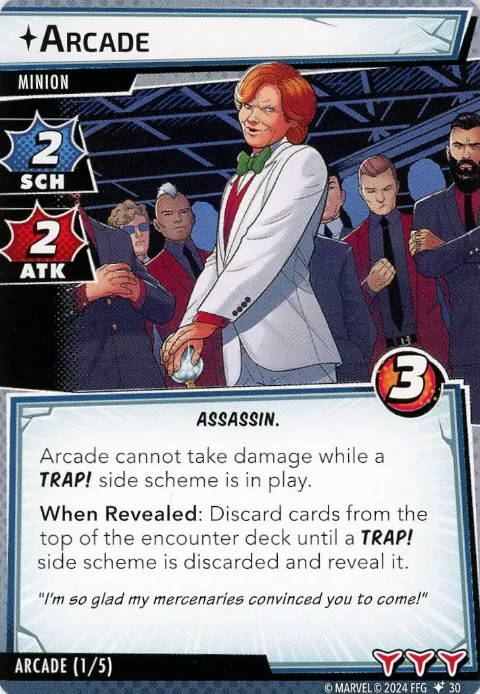 ARCADE
MINION
2
SCH
2
ATK
3
ASSASSIN.
Arcade cannot take damage while a
TRAP! side scheme is in play.
When Revealed: Discard cards from the
top of the encounter deck until a TRAP!
side scheme is discarded and reveal it.
"I'm so glad my mercenaries convinced you to come!"
ARCADE (1/5)
© MARVEL © 2024 FFG 30